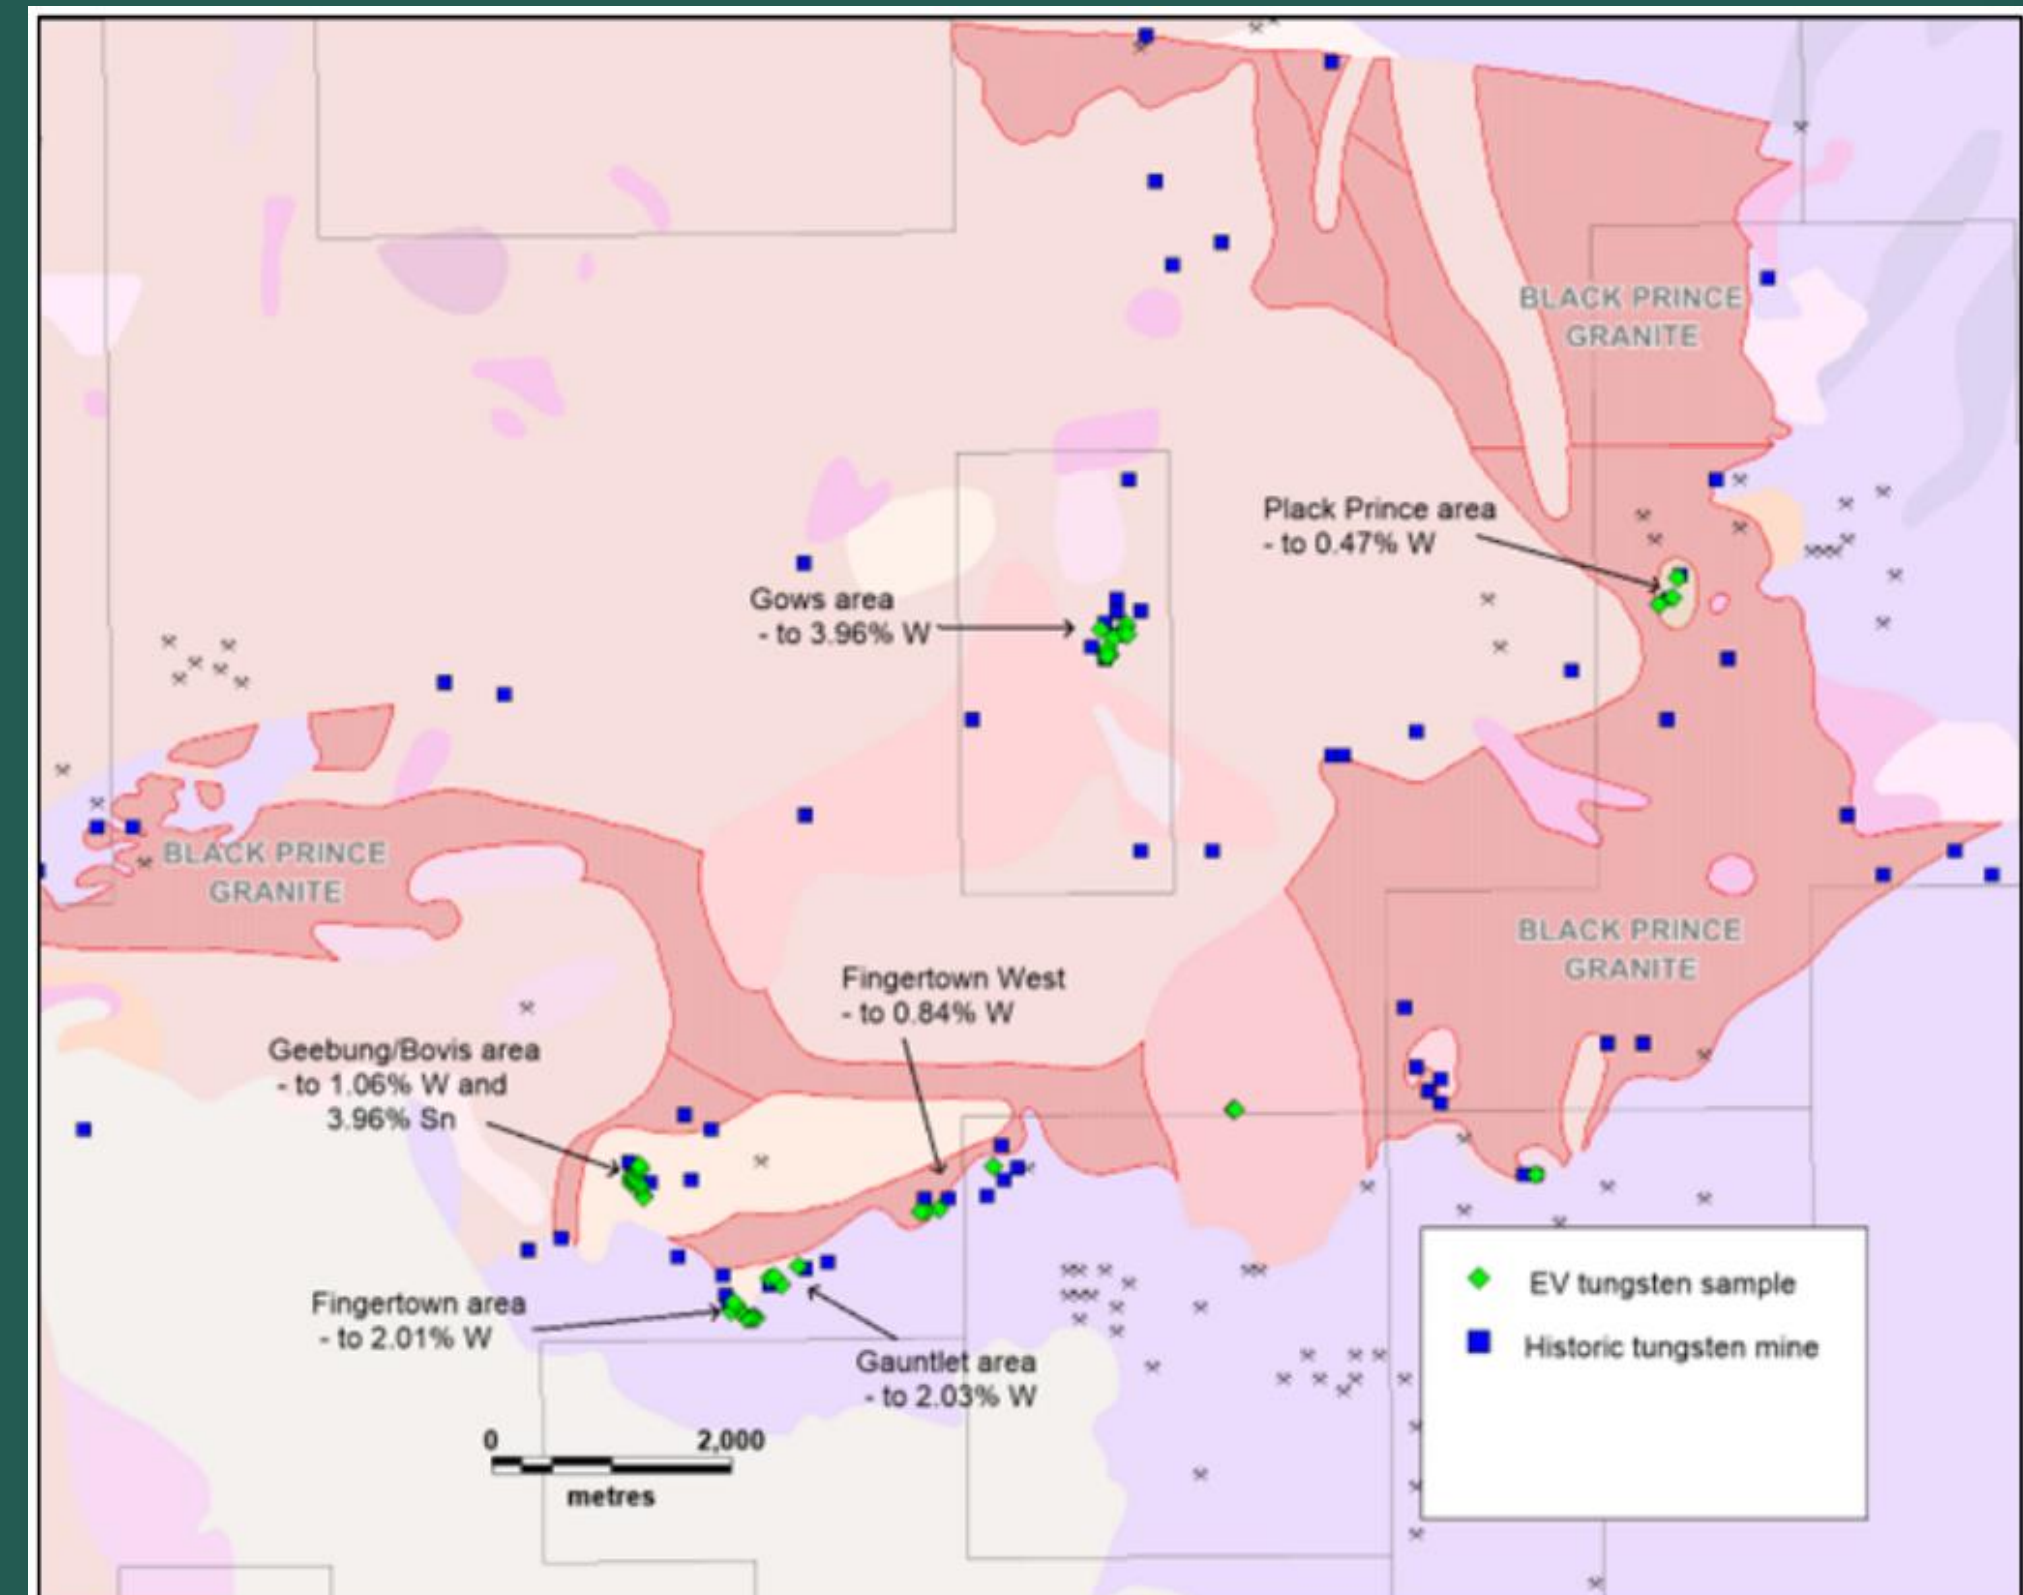 BLACK PRINCE
GRANITE
Plack Prince area
- to 0.47% W
Gows area
- to 3.96% W
BLACK PRINCE
GRANITE
BLACK PRINCE
GRANITE
Fingertown West
- to 0.84% W
Geebung/Bovis area
- to 1.06% W and
3.96% Sn
Fingertown area
- to 2.01% W
Gauntlet area
- to 2.03% W
EV tungsten sample
Historic tungsten mine
0 2,000
metres